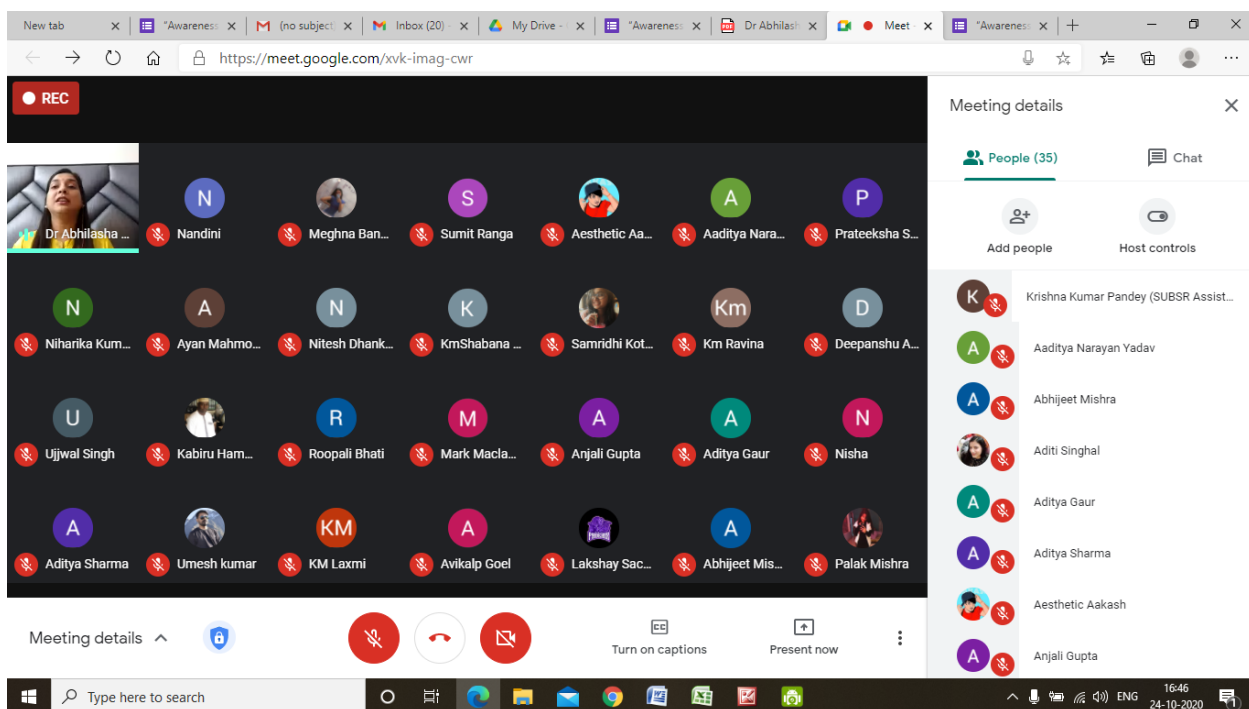 New tab "Awareness (no subject) Inbox (20) - My Drive - "Awareness Dr Abhilash Meet - "Awareness
https://meet.google.com/xvk-imag-cwr
REC
Meeting details
People (35) Chat
Add people Host controls
Dr Abhilasha ...
N Nandini
Meghna Ban...
S Sumit Ranga
Aesthetic Aa...
A Aaditya Nara...
P Prateeksha S...
N Niharika Kum...
A Ayan Mahmo...
N Nitesh Dhank...
K KmShabana ...
Samridhi Kot...
Km Km Ravina
D Deepanshu A...
U Ujjwal Singh
Kabiru Ham...
R Roopali Bhati
M Mark Macla...
A Anjali Gupta
A Aditya Gaur
N Nisha
A Aditya Sharma
Umesh kumar
KM KM Laxmi
A Avikalp Goel
Lakshay Sac...
A Abhijeet Mis...
Palak Mishra
K Krishna Kumar Pandey (SUBSR Assist...
A Aaditya Narayan Yadav
A Abhijeet Mishra
Aditi Singhal
A Aditya Gaur
A Aditya Sharma
Aesthetic Aakash
A Anjali Gupta
Meeting details
CC Turn on captions
Present now
Type here to search
ENG
16:46
24-10-2020